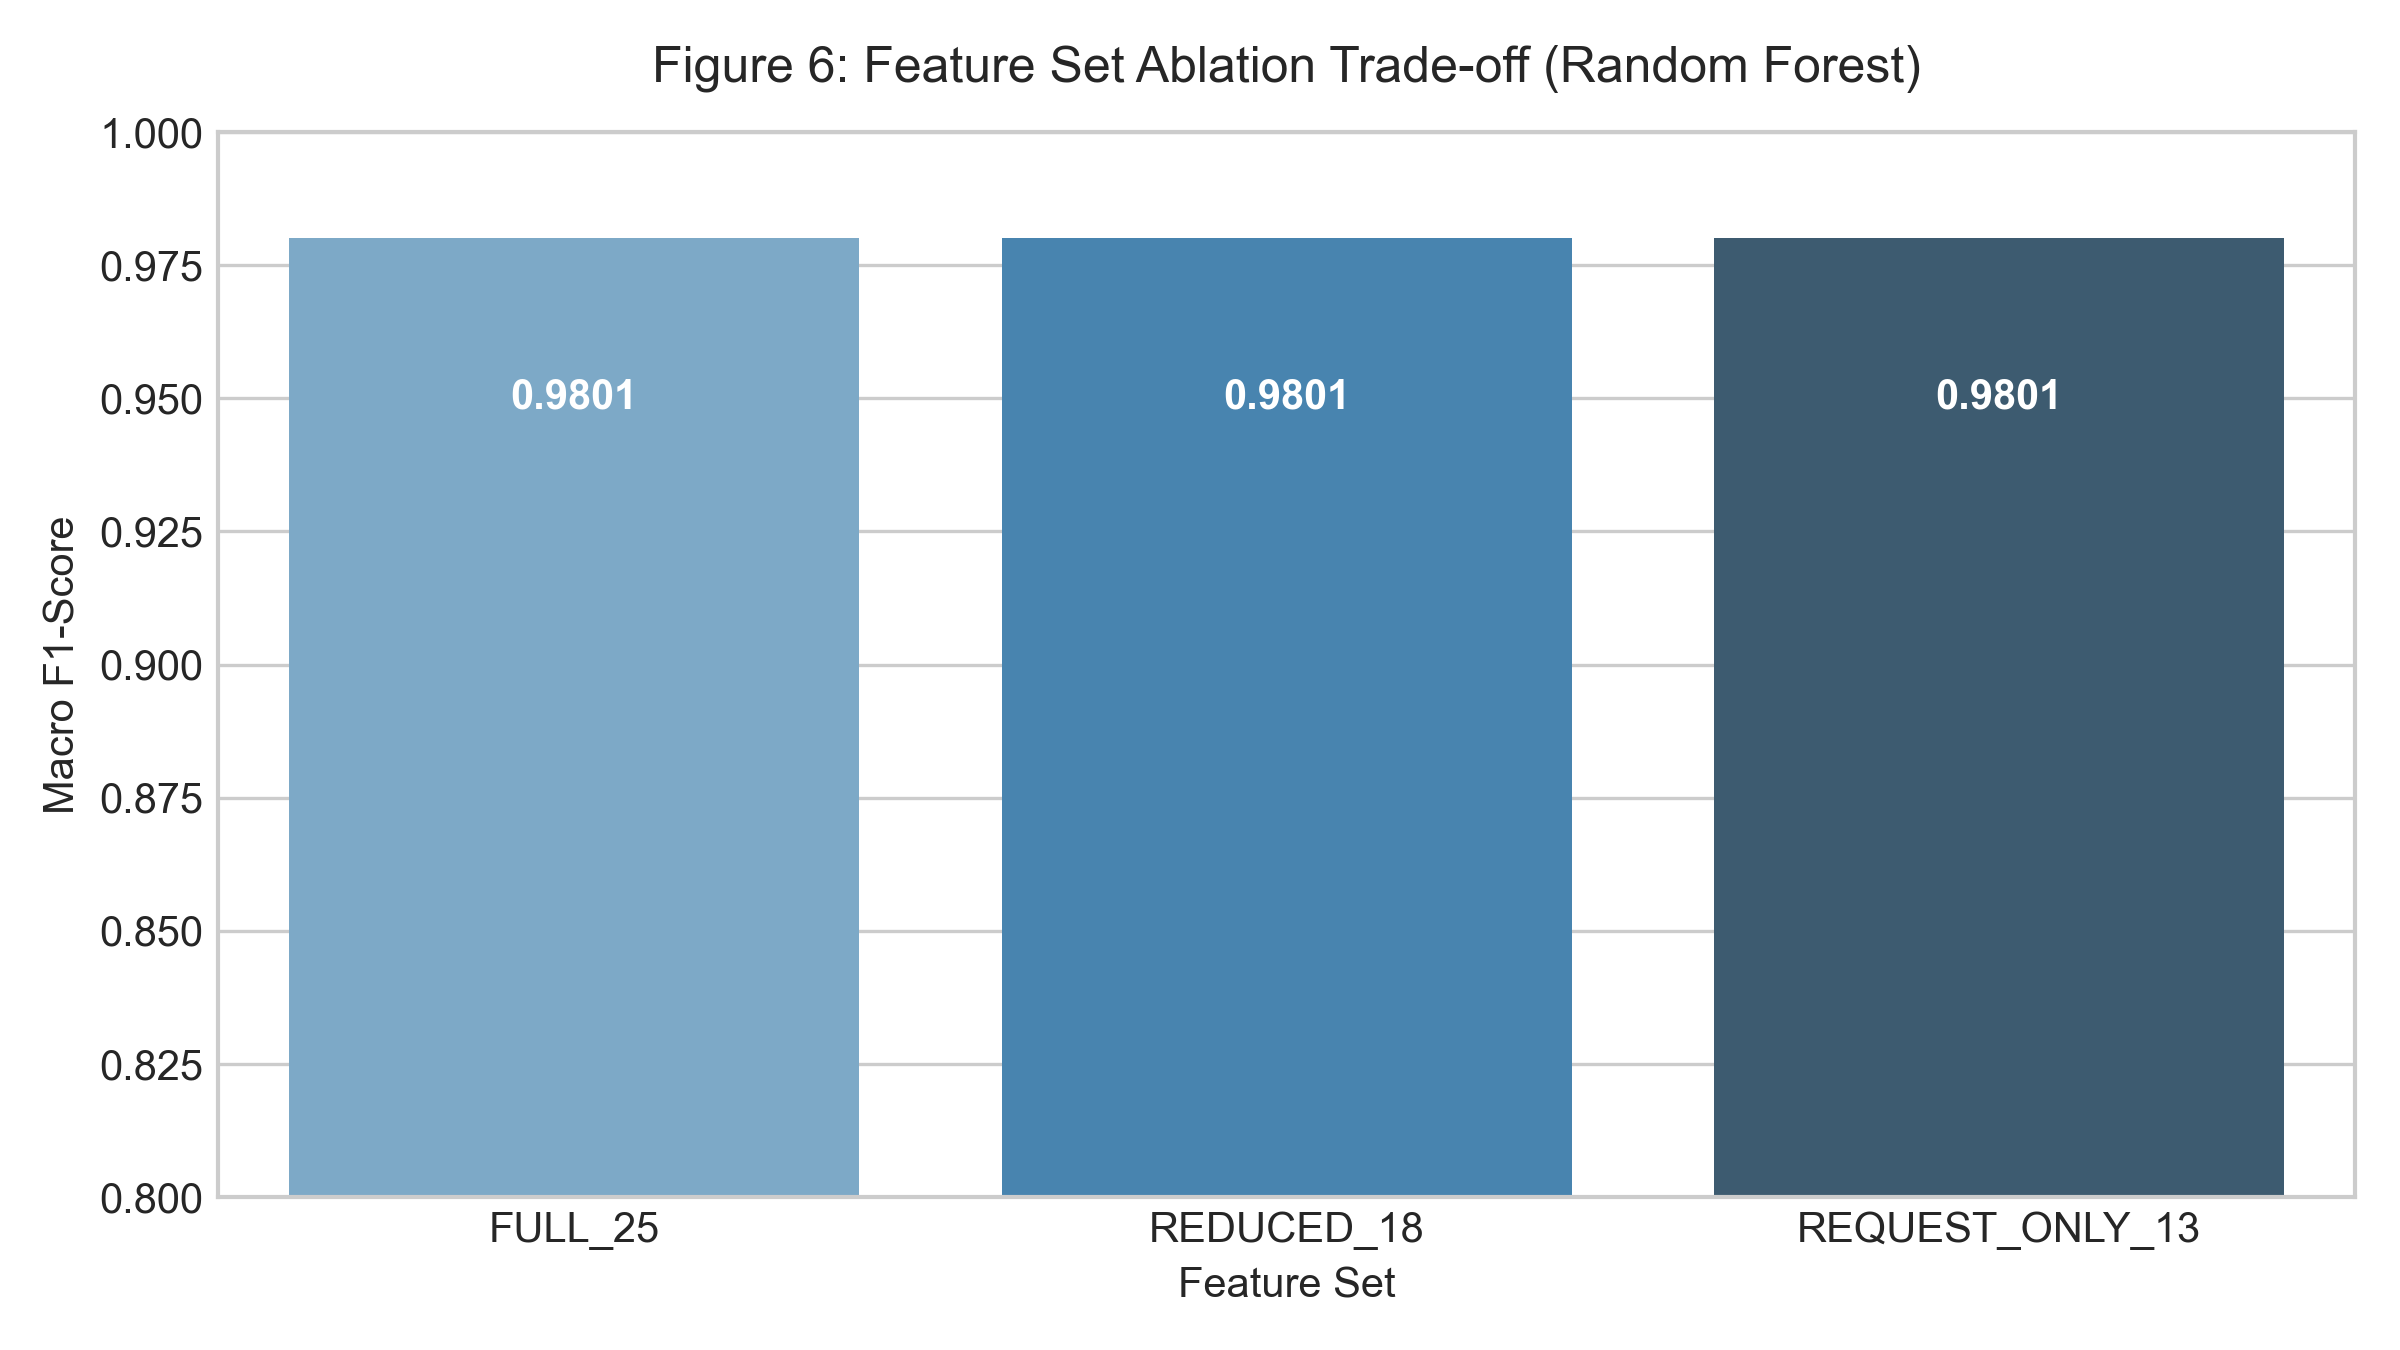 Figure 6: Feature Set Ablation Trade-off (Random Forest)
1.000
0.975
0.950
0.925
0.900
0.875
0.850
0.825
0.800
Macro F1-Score
0.9801
0.9801
0.9801
FULL_25
REDUCED_18
REQUEST_ONLY_13
Feature Set